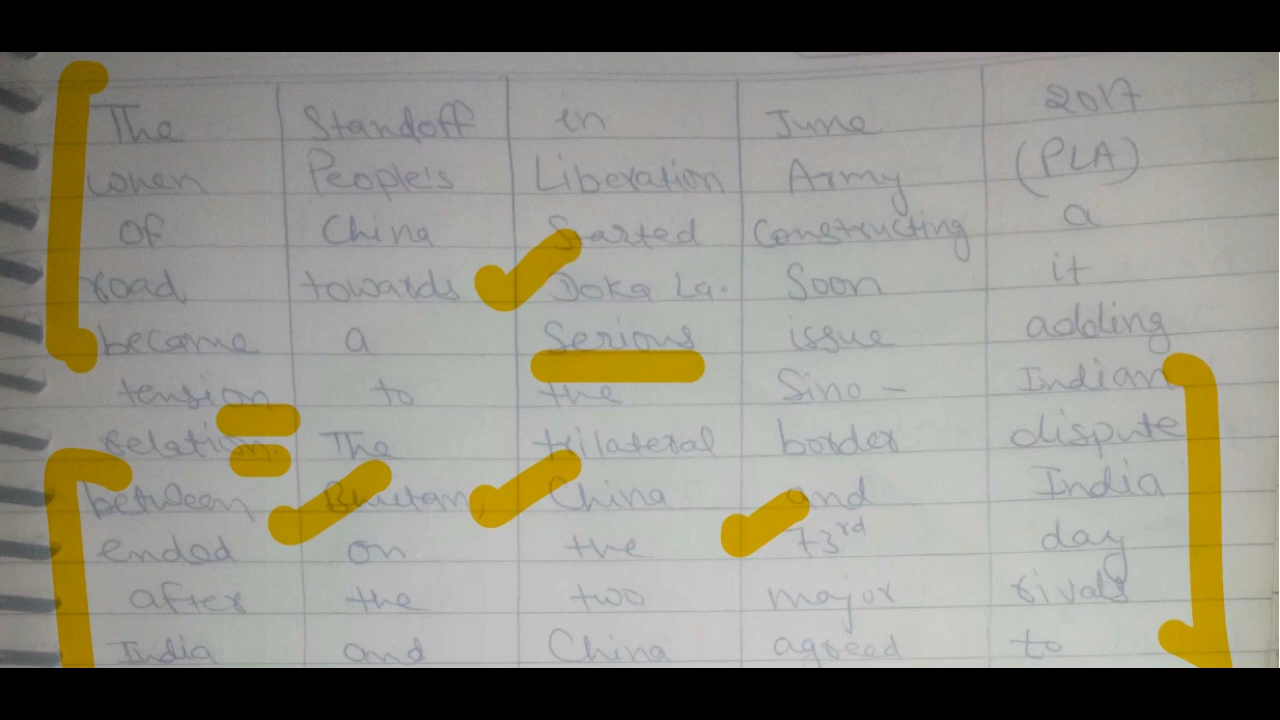 The Standoff in June 2017
when People's Liberation Army (PLA)
of China Started Constructing a
road towards Doka La. Soon it
become a Serious issue adding
tension to the Sino- Indian
relation. The trilateral border dispute
between Bhutan, China and India
ended on the 73rd day
after the two major rivals
India and China agreed to